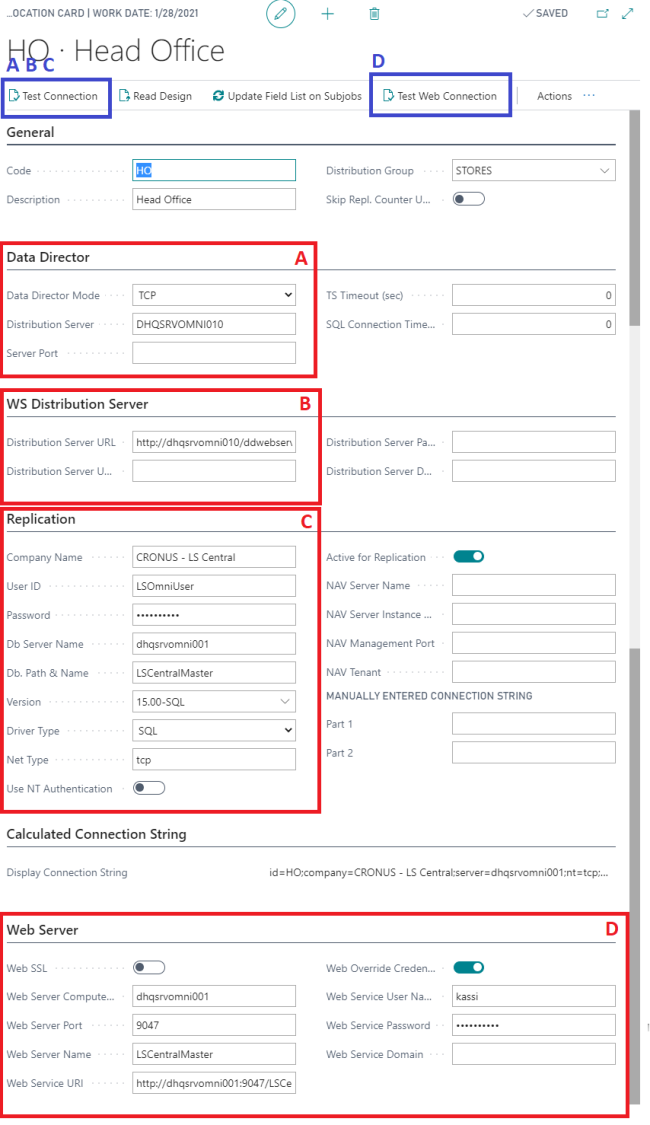 ...OCATION CARD | WORK DATE: 1/28/2021
SAVED
HO · Head Office
A B C
D
Test Connection Read Design Update Field List on Subjobs Test Web Connection Actions ...
General
Code HO Distribution Group STORES
Description Head Office Skip Repl. Counter U...
Data Director A
Data Director Mode TCP TS Timeout (sec) 0
Distribution Server DHQSRVOMNI010 SQL Connection Time... 0
Server Port
WS Distribution Server B
Distribution Server URL http://dhqsrvomni010/ddwebserv Distribution Server Pa...
Distribution Server U... Distribution Server D...
Replication C
Company Name CRONUS - LS Central Active for Replication
User ID LSOmniUser NAV Server Name
Password •••••••••• NAV Server Instance ...
Db Server Name dhqsrvomni001 NAV Management Port
Db. Path & Name LSCentralMaster NAV Tenant
Version 15.00-SQL MANUALLY ENTERED CONNECTION STRING
Driver Type SQL Part 1
Net Type tcp Part 2
Use NT Authentication
Calculated Connection String
Display Connection String id=HO;company=CRONUS - LS Central;server=dhqsrvomni001;nt=tcp;...
Web Server D
Web SSL Web Override Creden...
Web Server Compute... dhqsrvomni001 Web Service User Na... kassi
Web Server Port 9047 Web Service Password ••••••••••
Web Server Name LSCentralMaster Web Service Domain
Web Service URI http://dhqsrvomni001:9047/LSCe